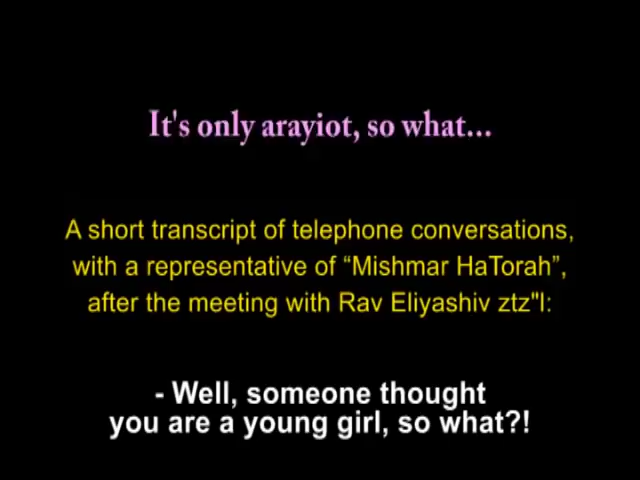 It's only arayiot, so what...
A short transcript of telephone conversations,
with a representative of “Mishmar HaTorah”,
after the meeting with Rav Eliyashiv ztz"l:
- Well, someone thought
you are a young girl, so what?!